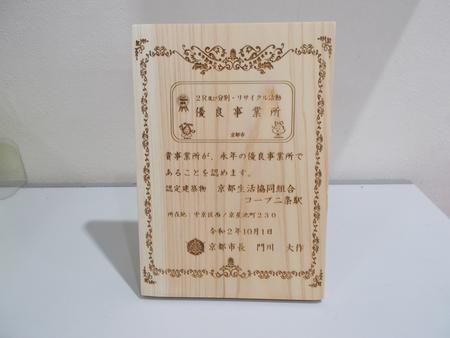 2R及び分別・リサイクル活動
優良事業所
京都市
貴事業所が、永年の優良事業所で
あることを認めます。
認定建築物 京都生活協同組合
コープ二条駅
所在地:中京区西ノ京星池町230
令和2年10月1日
京都市長 門川 大作